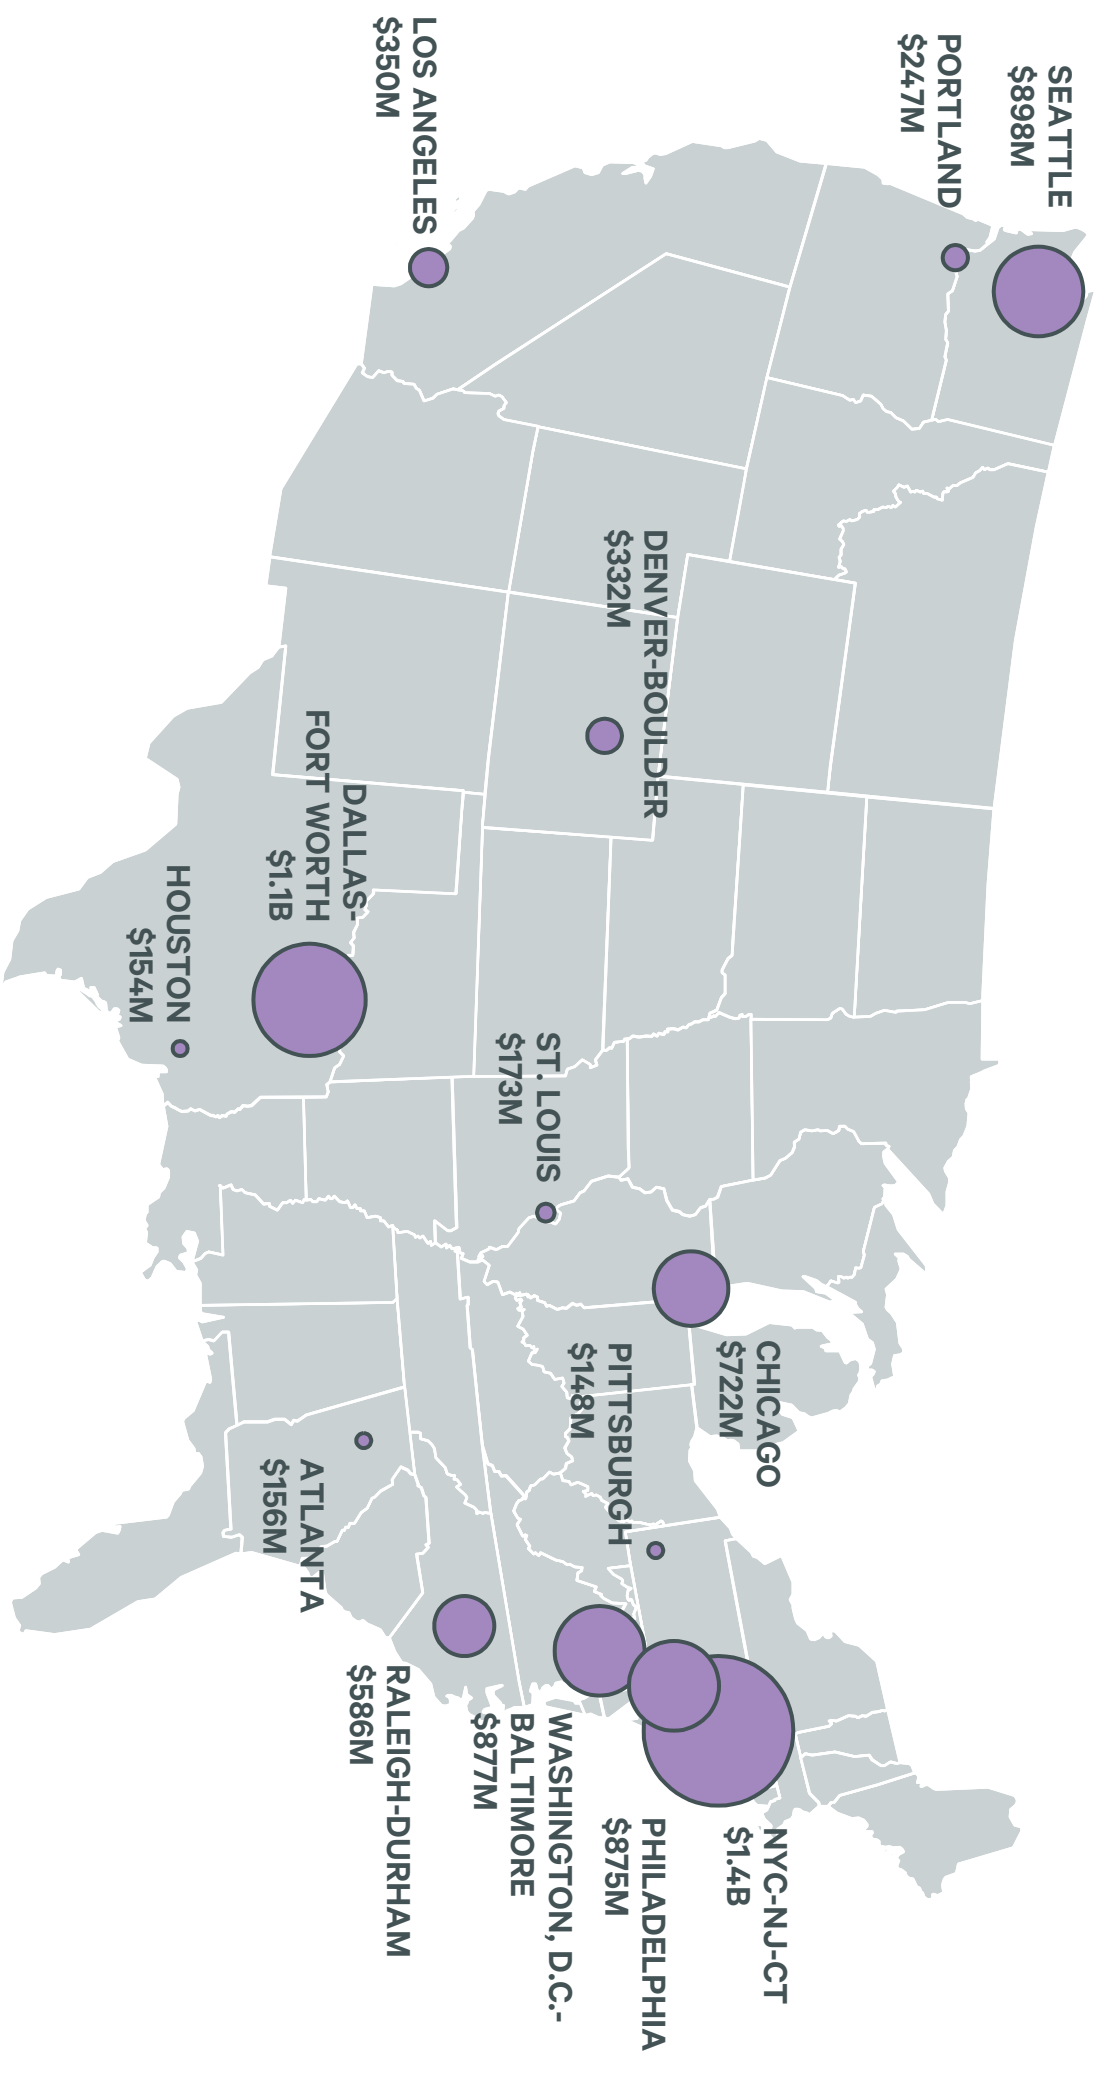 SEATTLE
$898M
PORTLAND
$247M
LOS ANGELES
$350M
DENVER-BOULDER
$332M
DALLAS-
FORT WORTH
$1.1B
HOUSTON
$154M
ST. LOUIS
$173M
CHICAGO
$722M
PITTSBURGH
$148M
ATLANTA
$156M
RALEIGH-DURHAM
$586M
WASHINGTON, D.C.-
BALTIMORE
$877M
PHILADELPHIA
$875M
NYC-NJ-CT
$1.4B